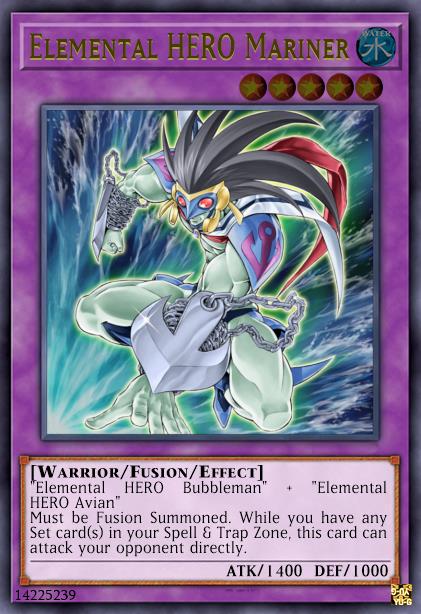 Elemental HERO Mariner
WATER
水
[Warrior/Fusion/Effect]
"Elemental HERO Bubbleman" + "Elemental
HERO Avian"
Must be Fusion Summoned. While you have any
Set card(s) in your Spell & Trap Zone, this card can
attack your opponent directly.
ATK/1400 DEF/1000
14225239